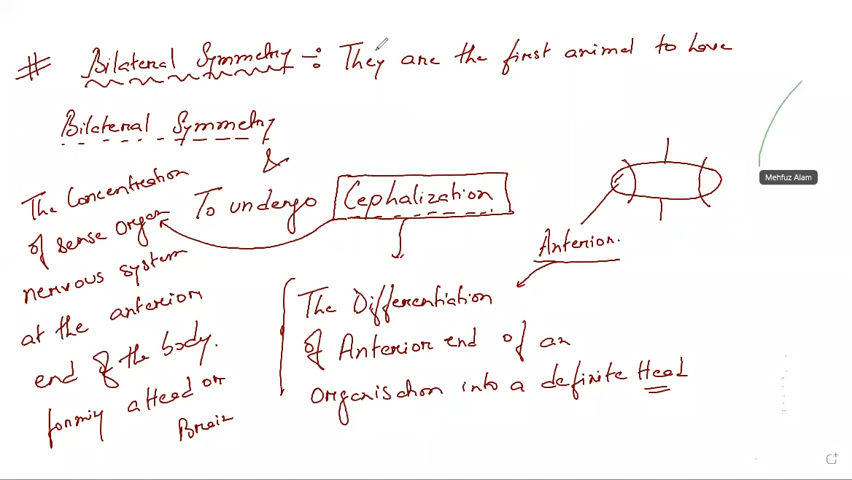 # Bilateral Symmetry :- They are the first animal to have
Bilateral Symmetry
&
To undergo Cephalization
The Concentration
of sense Organ
nervous system
at the anterior
end of the body.
forming a Head or
Brain
Anterior.
The Differentiation
of Anterior end of an
Organisation into a definite Head
Mehfuz Alam